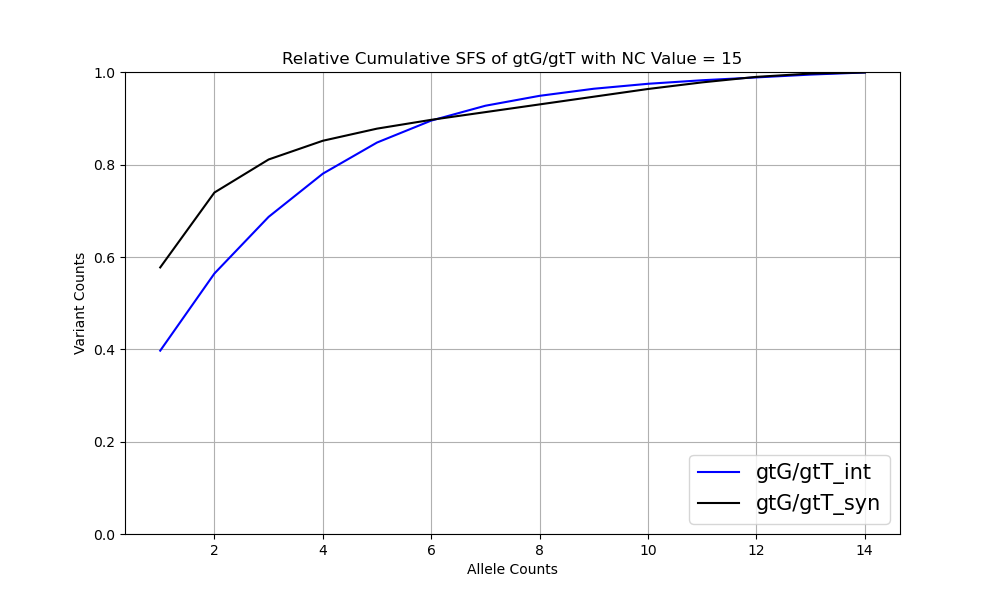 Relative Cumulative SFS of gtG/gtT with NC Value = 15
1.0
0.8
0.6
0.4
0.2
0.0
Variant Counts
2 4 6 8 10 12 14
Allele Counts
gtG/gtT_int
gtG/gtT_syn